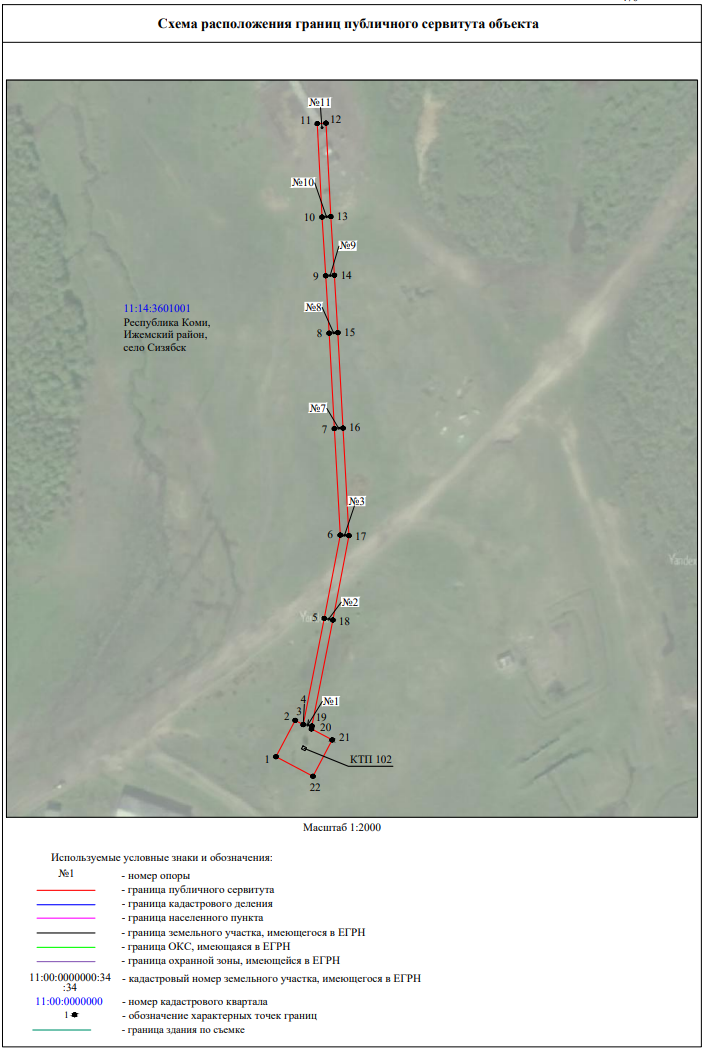 Схема расположения границ публичного сервитута объекта
№11
11
12
№10
10
13
№9
9
14
11:14:3601001
Республика Коми,
Ижемский район,
село Сизябск
№8
8
15
№7
7
16
№3
6
17
Yandex
№2
5
18
4
№1
3
2
19
20
21
1
КТП 102
22
Масштаб 1:2000
Используемые условные знаки и обозначения:
№1 - номер опоры
- граница публичного сервитута
- граница кадастрового деления
- граница населенного пункта
- граница земельного участка, имеющегося в ЕГРН
- граница ОКС, имеющаяся в ЕГРН
- граница охранной зоны, имеющейся в ЕГРН
11:00:0000000:34 - кадастровый номер земельного участка, имеющегося в ЕГРН
:34
11:00:0000000 - номер кадастрового квартала
1 - обозначение характерных точек границ
- граница здания по съемке